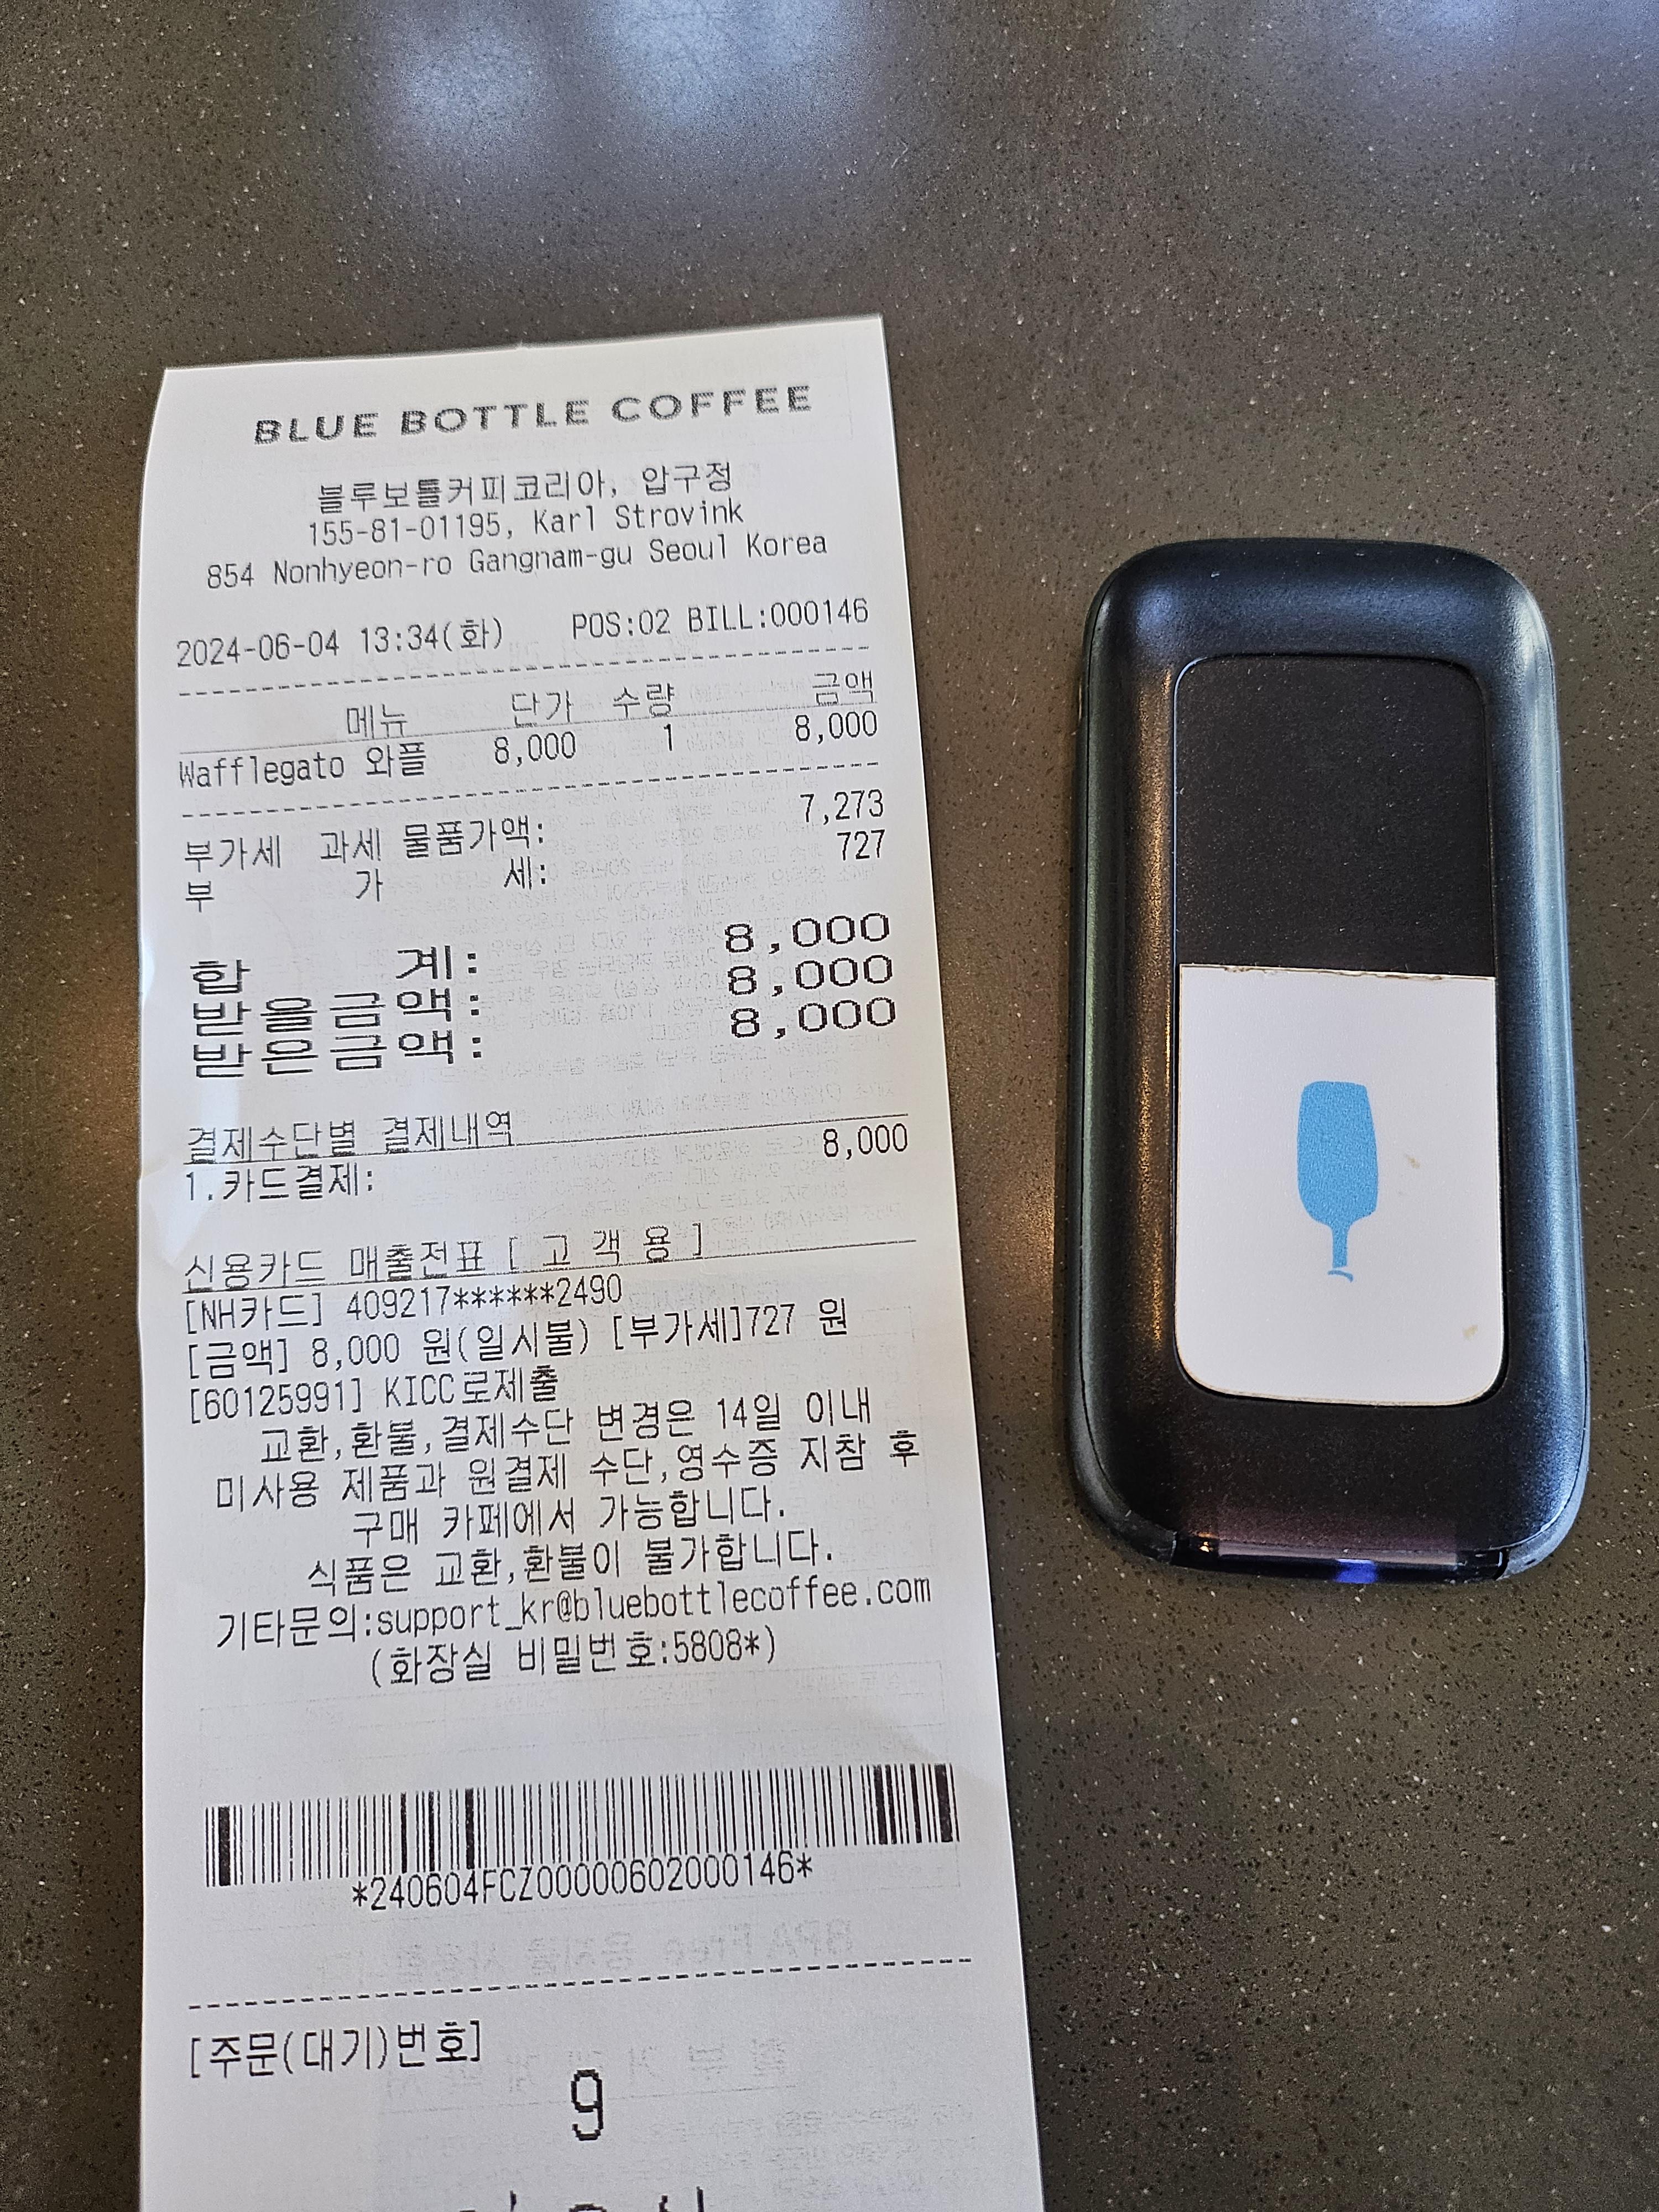 BLUE BOTTLE COFFEE
블루보틀커피코리아, 압구정
155-81-01195, Karl Strovink
854 Nonhyeon-ro Gangnam-gu Seoul Korea
2024-06-04 13:34(화) POS:02 BILL:000146
메뉴 단가 수량 금액
Wafflegato 와플 8,000 1 8,000
부가세 과세 물품가액: 7,273
부 가 세: 727
합 계: 8,000
받을금액: 8,000
받은금액: 8,000
결제수단별 결제내역
1.카드결제: 8,000
신용카드 매출전표 [ 고 객 용 ]
[NH카드] 409217******2490
[금액] 8,000 원(일시불) [부가세]727 원
[60125991] KICC로제출
교환,환불,결제수단 변경은 14일 이내
미사용 제품과 원결제 수단,영수증 지참 후
구매 카페에서 가능합니다.
식품은 교환,환불이 불가합니다.
기타문의:support_kr@bluebottlecoffee.com
(화장실 비밀번호:5808*)
*240604FCZ00000602000146*
[주문(대기)번호]
9